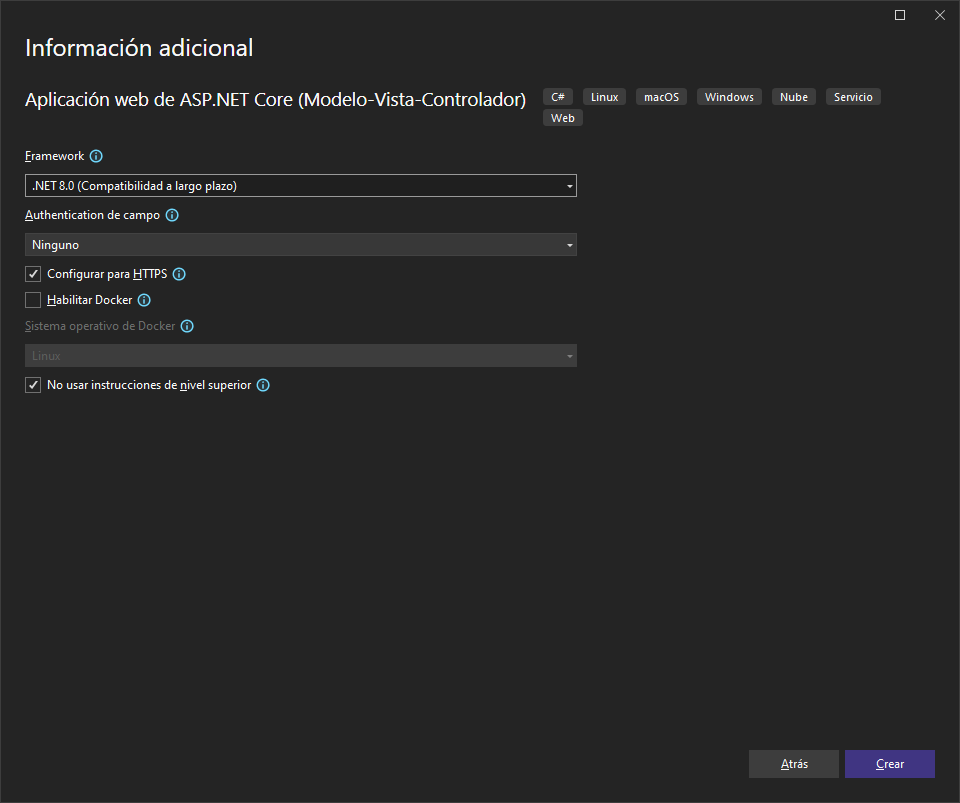 Información adicional
Aplicación web de ASP.NET Core (Modelo-Vista-Controlador) C# Linux macOS Windows Nube Servicio
Web
Framework
.NET 8.0 (Compatibilidad a largo plazo)
Authentication de campo
Ninguno
Configurar para HTTPS
Habilitar Docker
Sistema operativo de Docker
Linux
No usar instrucciones de nivel superior
Atrás Crear